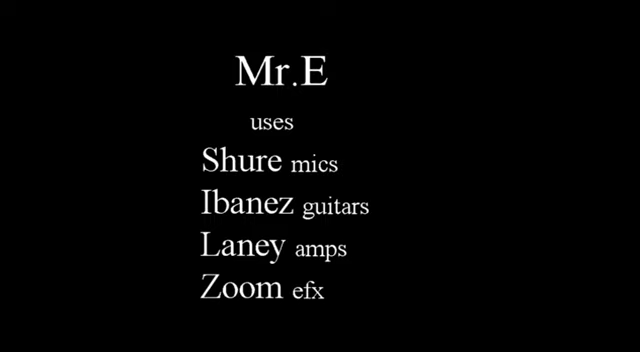 Mr.E
uses
Shure mics
Ibanez guitars
Laney amps
Zoom efx